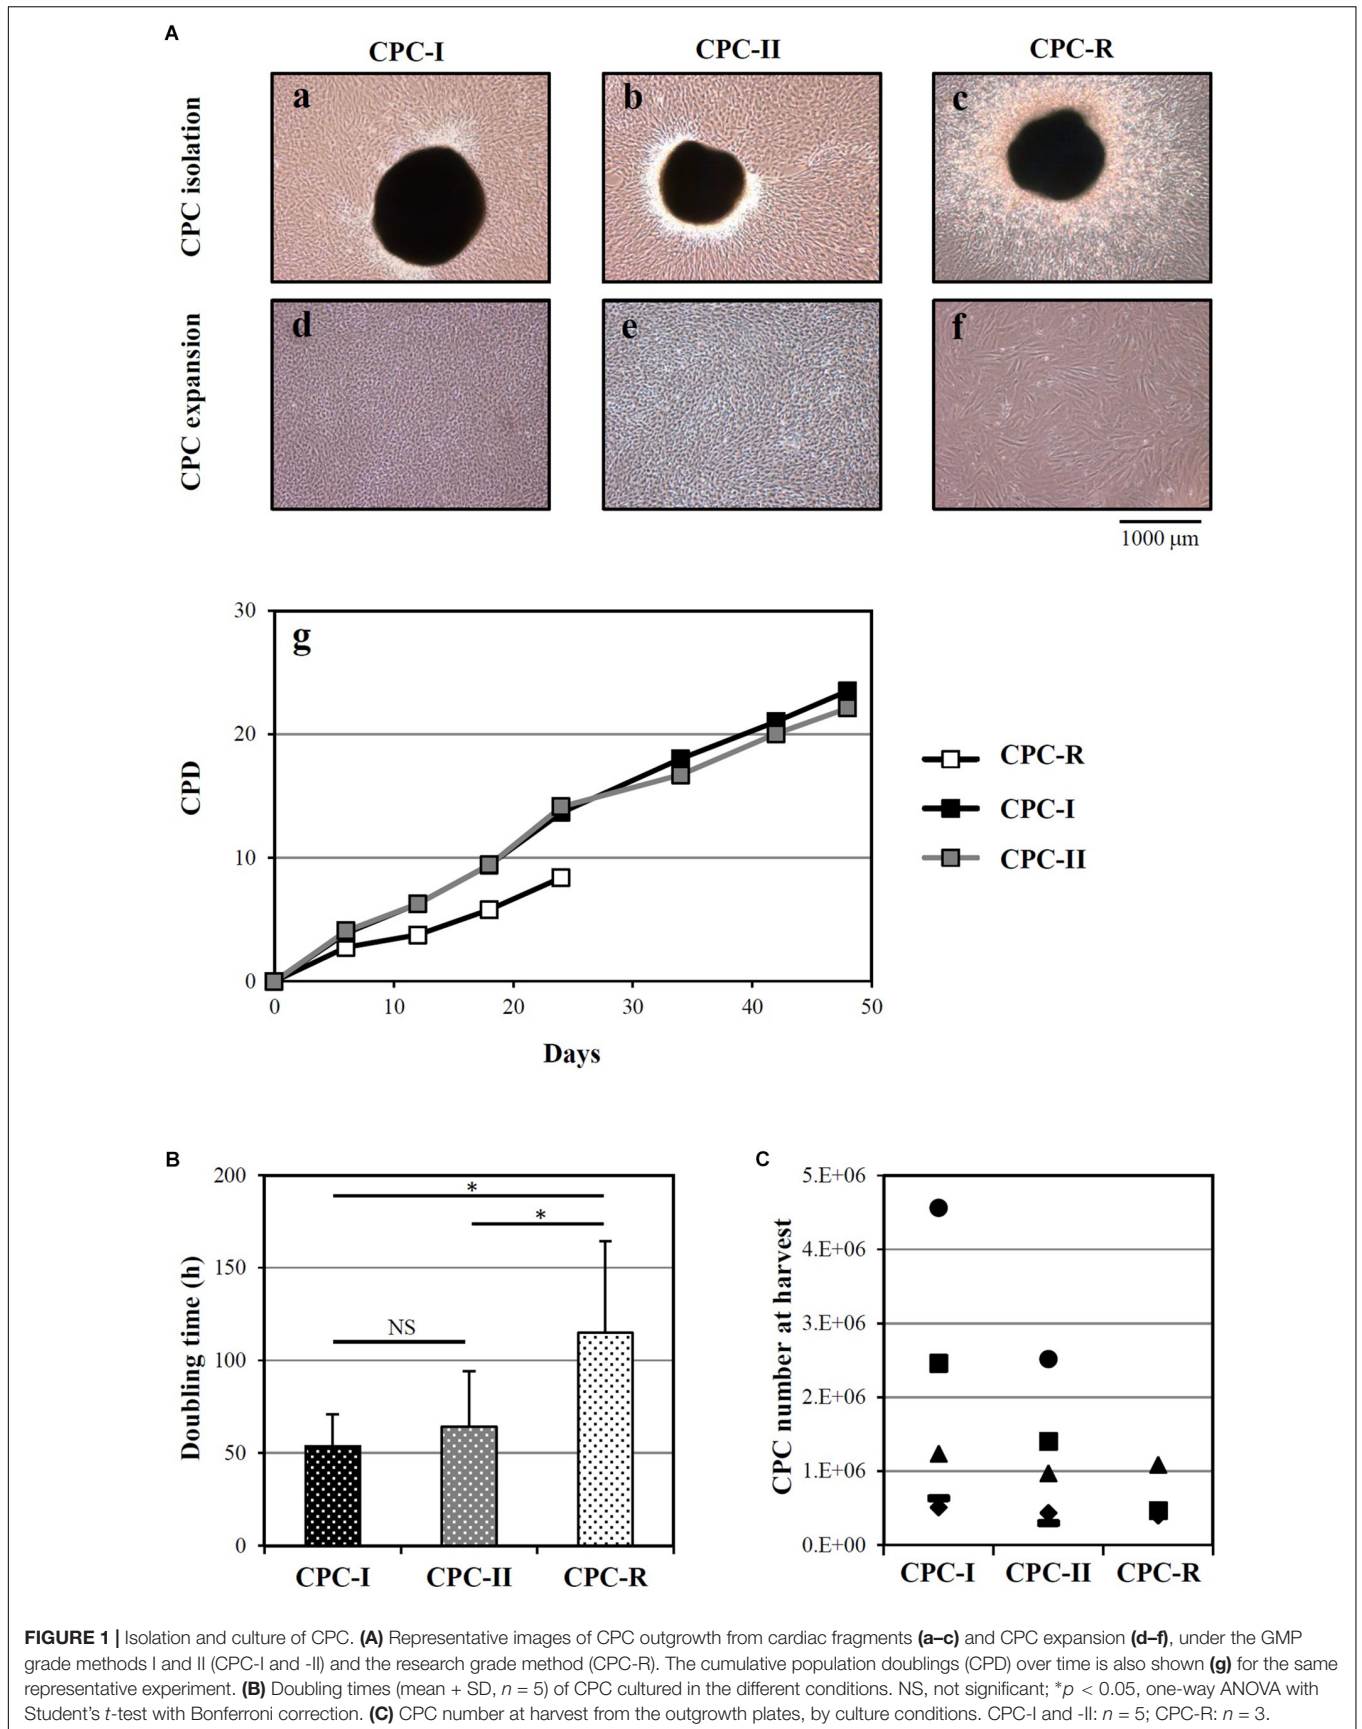 A
CPC-I CPC-II CPC-R
CPC isolation
a b c
CPC expansion
d e f
1000 µm
g
30
20
10
0
CPD
0 10 20 30 40 50
Days
CPC-R
CPC-I
CPC-II
B
200
150
100
50
0
Doubling time (h)
*
*
NS
CPC-I CPC-II CPC-R
C
5.E+06
4.E+06
3.E+06
2.E+06
1.E+06
0.E+00
CPC number at harvest
CPC-I CPC-II CPC-R
FIGURE 1 | Isolation and culture of CPC. (A) Representative images of CPC outgrowth from cardiac fragments (a–c) and CPC expansion (d–f), under the GMP
grade methods I and II (CPC-I and -II) and the research grade method (CPC-R). The cumulative population doublings (CPD) over time is also shown (g) for the same
representative experiment. (B) Doubling times (mean + SD, n = 5) of CPC cultured in the different conditions. NS, not significant; *p < 0.05, one-way ANOVA with
Student's t-test with Bonferroni correction. (C) CPC number at harvest from the outgrowth plates, by culture conditions. CPC-I and -II: n = 5; CPC-R: n = 3.